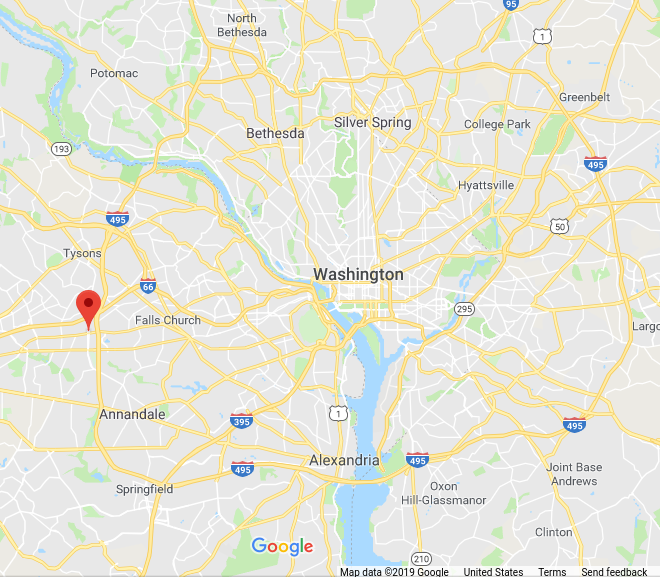 95
North
Bethesda
1
Potomac
Greenbelt
Silver Spring
College Park
Bethesda
193
495
Hyattsville
495
50
Tysons
Washington
66
295
Falls Church
Largo
Annandale
1
395
495
Alexandria
495
495
Joint Base
Andrews
Springfield
Oxon
Hill-Glassmanor
Clinton
Google
210
Map data ©2019 Google United States Terms Send feedback